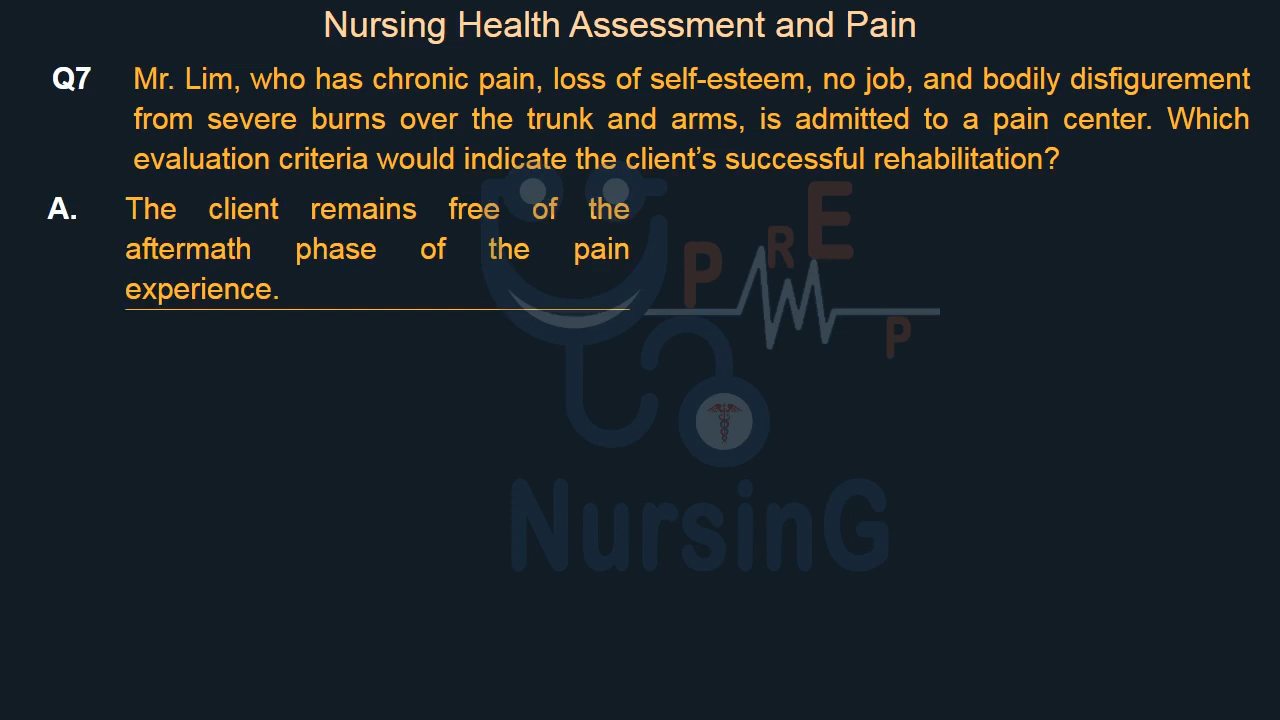 Nursing Health Assessment and Pain
Q7 Mr. Lim, who has chronic pain, loss of self-esteem, no job, and bodily disfigurement
from severe burns over the trunk and arms, is admitted to a pain center. Which
evaluation criteria would indicate the client’s successful rehabilitation?
A. The client remains free of the
aftermath phase of the pain
experience.
PREP
NursinG